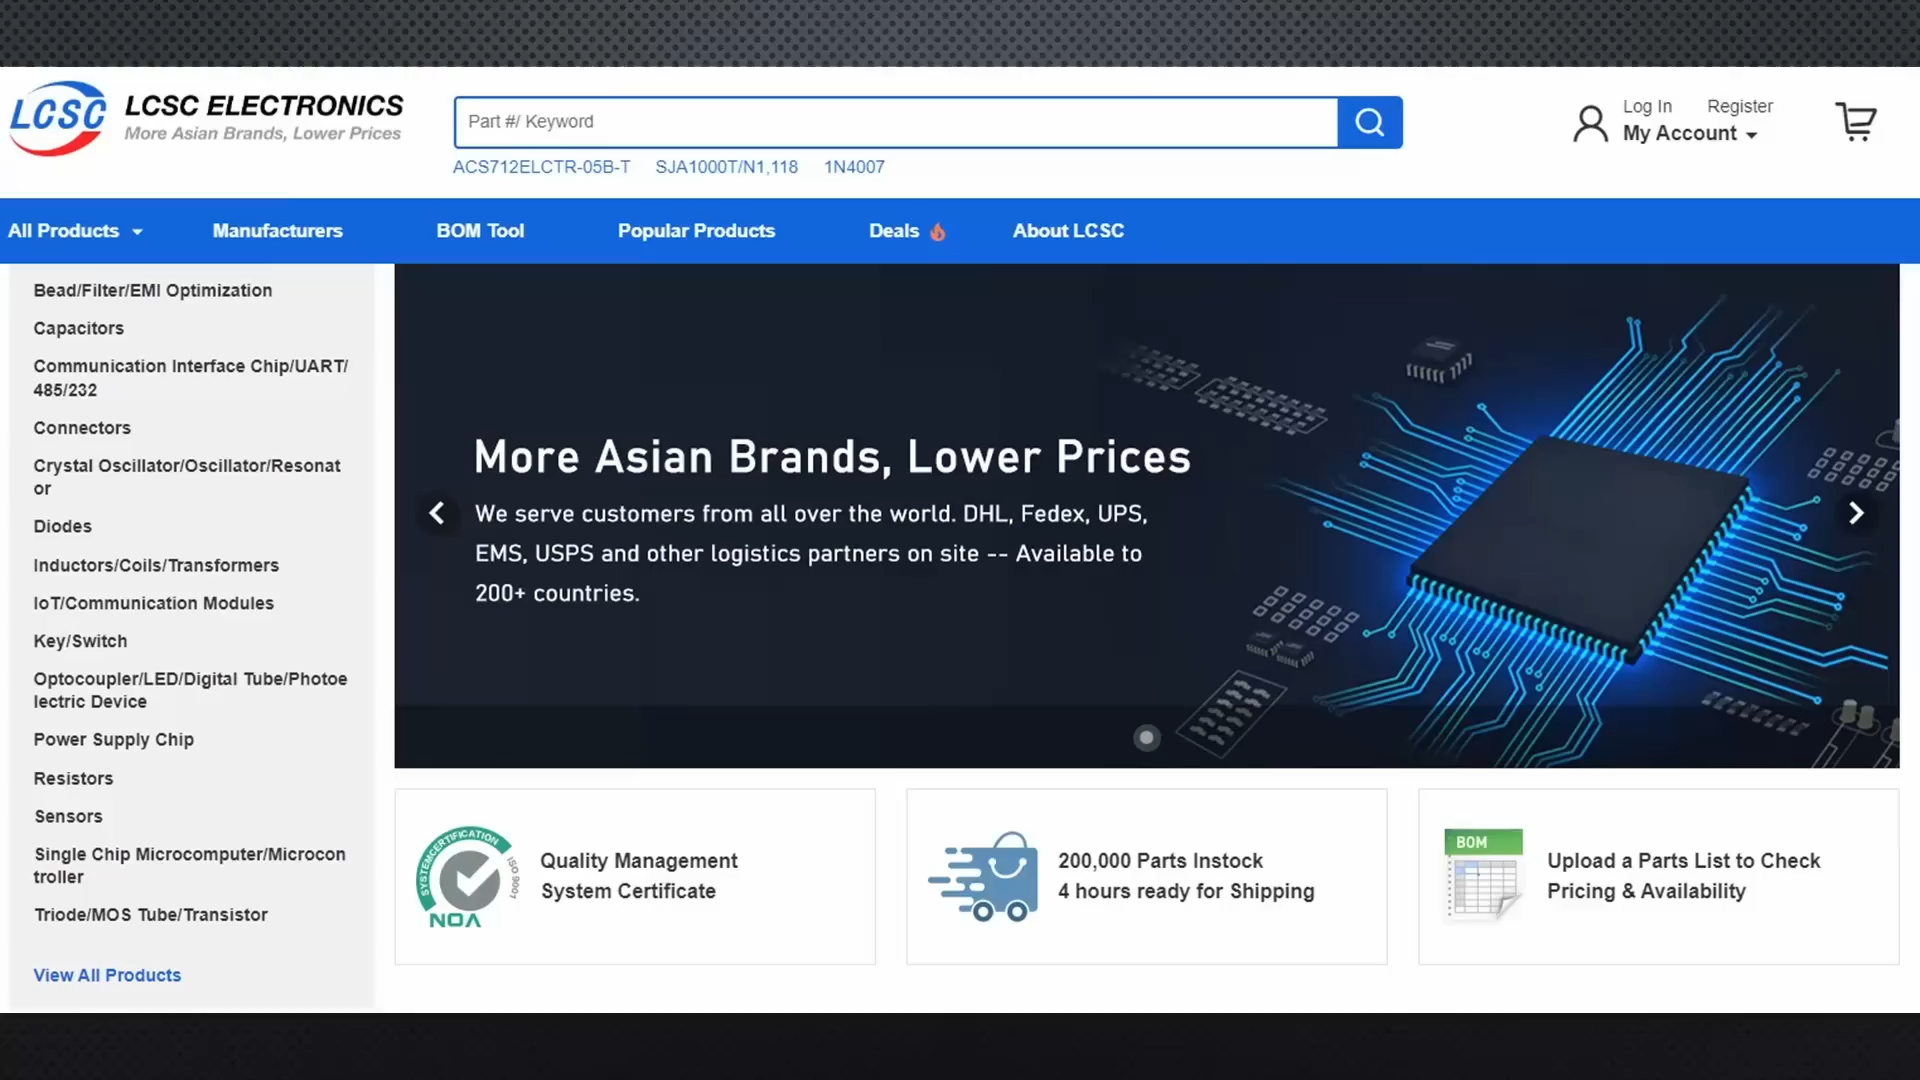 LCSC
LCSC ELECTRONICS
More Asian Brands, Lower Prices
Part #/ Keyword
ACS712ELCTR-05B-T SJA1000T/N1,118 1N4007
Log In Register
My Account
All Products Manufacturers BOM Tool Popular Products Deals About LCSC
Bead/Filter/EMI Optimization
Capacitors
Communication Interface Chip/UART/
485/232
Connectors
Crystal Oscillator/Oscillator/Resonat
or
Diodes
Inductors/Coils/Transformers
IoT/Communication Modules
Key/Switch
Optocoupler/LED/Digital Tube/Photoe
lectric Device
Power Supply Chip
Resistors
Sensors
Single Chip Microcomputer/Microcon
troller
Triode/MOS Tube/Transistor
View All Products
More Asian Brands, Lower Prices
We serve customers from all over the world. DHL, Fedex, UPS,
EMS, USPS and other logistics partners on site -- Available to
200+ countries.
SYSTEMCERTIFICATION
ISO 9001
NQA
Quality Management
System Certificate
200,000 Parts Instock
4 hours ready for Shipping
BOM
Upload a Parts List to Check
Pricing & Availability